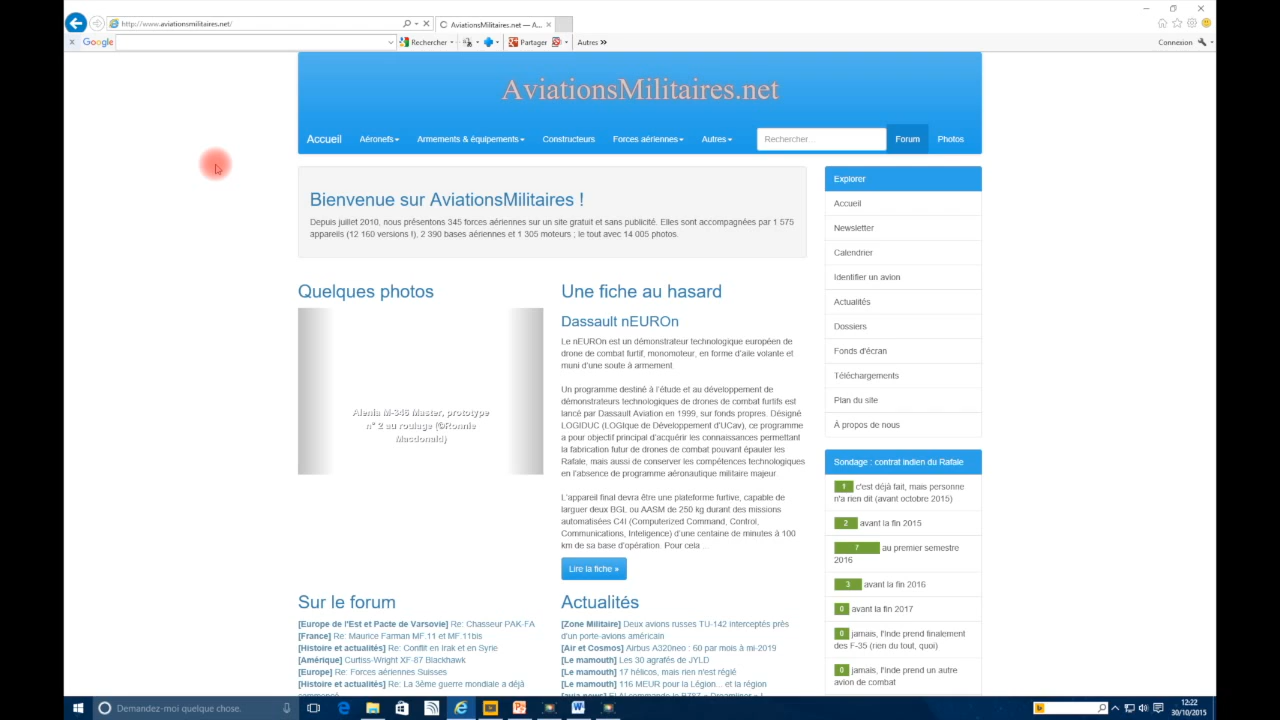 http://www.aviationsmilitaires.net/
AviationsMilitaires.net — A...
Google
Rechercher
Partager
Autres »
Connexion
AviationsMilitaires.net
Accueil
Aéronefs
Armements & équipements
Constructeurs
Forces aériennes
Autres
Rechercher...
Forum
Photos
Bienvenue sur AviationsMilitaires !
Depuis juillet 2010, nous présentons 345 forces aériennes sur un site gratuit et sans publicité. Elles sont accompagnées par 1 575
appareils (12 160 versions !), 2 390 bases aériennes et 1 305 moteurs ; le tout avec 14 005 photos.
Quelques photos
Alenia M-346 Master, prototype
n° 2 au roulage (©Ronnie
Macdonald)
Une fiche au hasard
Dassault nEUROn
Le nEUROn est un démonstrateur technologique européen de
drone de combat furtif, monomoteur, en forme d'aile volante et
muni d'une soute à armement.
Un programme destiné à l'étude et au développement de
démonstrateurs technologiques de drones de combat furtifs est
lancé par Dassault Aviation en 1999, sur fonds propres. Désigné
LOGIDUC (LOGIque de Développement d'UCav), ce programme
a pour objectif principal d'acquérir les connaissances permettant
la fabrication futur de drones de combat pouvant épauler les
Rafale, mais aussi de conserver les compétences technologiques
en l'absence de programme aéronautique militaire majeur.
L'appareil final devra être une plateforme furtive, capable de
larguer deux BGL ou AASM de 250 kg durant des missions
automatisées C4I (Computerized Command, Control,
Communications, Inteligence) d'une centaine de minutes à 100
km de sa base d'opération. Pour cela ...
Lire la fiche »
Sur le forum
[Europe de l'Est et Pacte de Varsovie] Re: Chasseur PAK-FA
[France] Re: Maurice Farman MF.11 et MF.11bis
[Histoire et actualités] Re: Conflit en Irak et en Syrie
[Amérique] Curtiss-Wright XF-87 Blackhawk
[Europe] Re: Forces aériennes Suisses
[Histoire et actualités] Re: La 3ème guerre mondiale a déjà
commencé
Actualités
[Zone Militaire] Deux avions russes TU-142 interceptés près
d'un porte-avions américain
[Air et Cosmos] Airbus A320neo : 60 par mois à mi-2019
[Le mamouth] Les 30 agrafés de JYLD
[Le mamouth] 17 hélicos, mais rien n'est réglé
[Le mamouth] 116 MEUR pour la Légion... et la région
[avia news] El Al commande le B787 « Dreamliner » !
Explorer
Accueil
Newsletter
Calendrier
Identifier un avion
Actualités
Dossiers
Fonds d'écran
Téléchargements
Plan du site
À propos de nous
Sondage : contrat indien du Rafale
1 c'est déjà fait, mais personne
n'a rien dit (avant octobre 2015)
2 avant la fin 2015
7 au premier semestre
2016
3 avant la fin 2016
0 avant la fin 2017
0 jamais, l'Inde prend finalement
des F-35 (rien du tout, quoi)
0 jamais, l'Inde prend un autre
avion de combat
Demandez-moi quelque chose.
12:22
30/10/2015